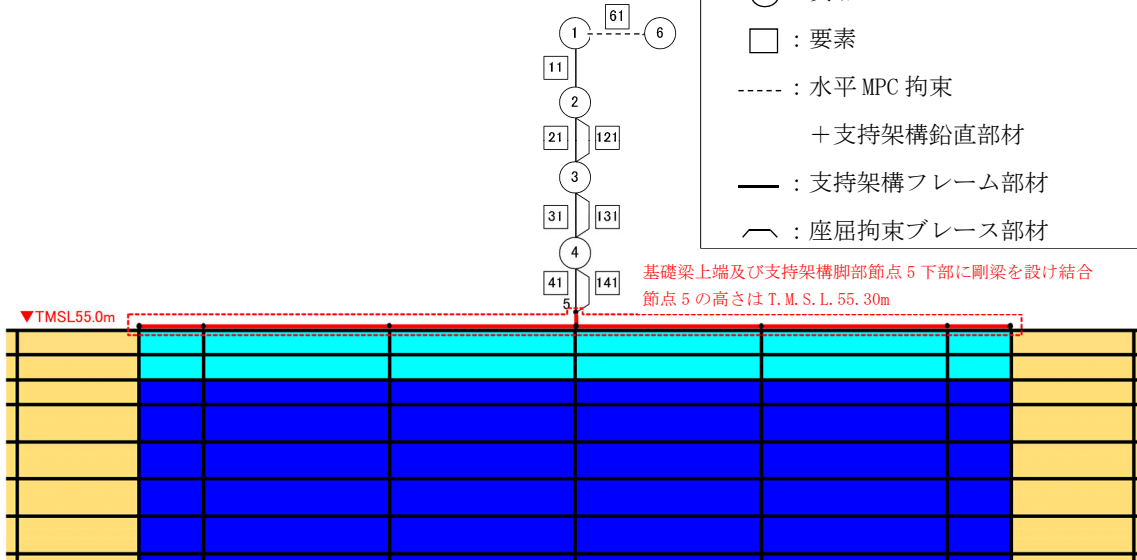 61
1
6
：要素
11
----- ：水平 MPC 拘束
2
21
121
＋支持架構鉛直部材
3
：支持架構フレーム部材
31
131
：座屈拘束ブレース部材
4
基礎梁上端及び支持架構脚部節点 5 下部に剛梁を設け結合
41
141
節点 5 の高さは T.M.S.L.55.30m
5
▼TMSL55.0m